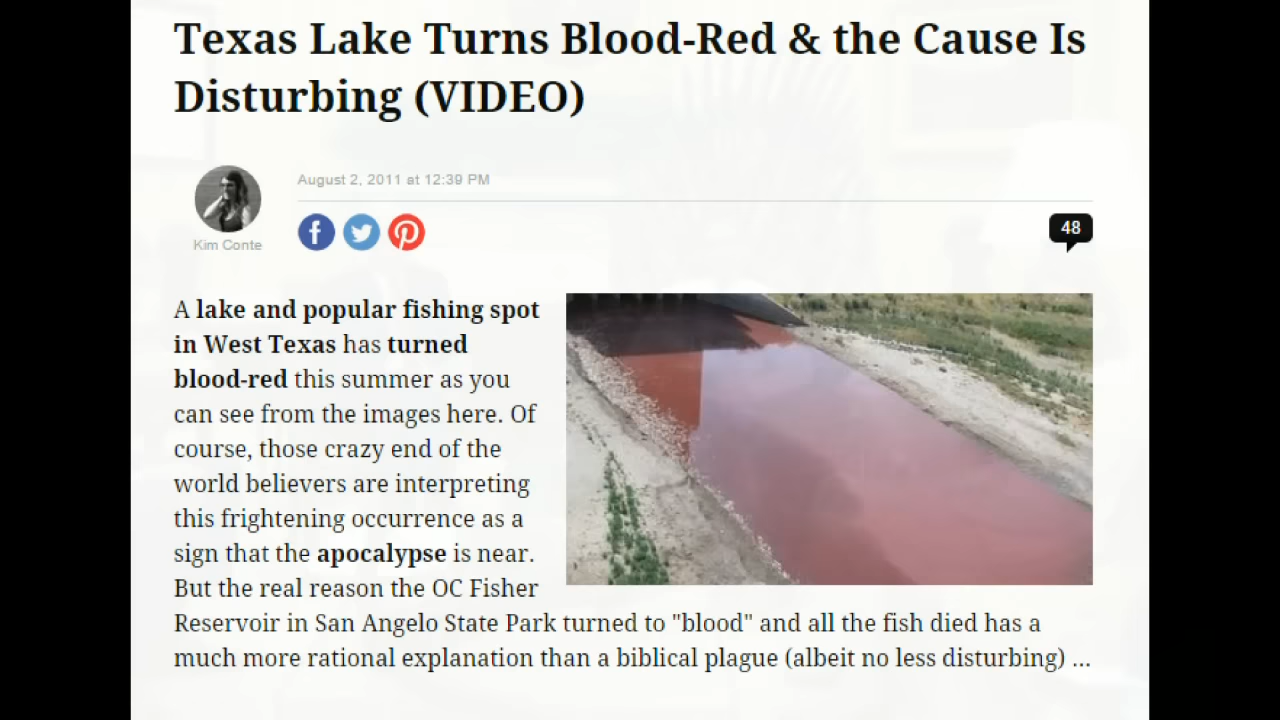 Texas Lake Turns Blood-Red & the Cause Is
Disturbing (VIDEO)
August 2, 2011 at 12:39 PM
48
Kim Conte
A lake and popular fishing spot
in West Texas has turned
blood-red this summer as you
can see from the images here. Of
course, those crazy end of the
world believers are interpreting
this frightening occurrence as a
sign that the apocalypse is near.
But the real reason the OC Fisher
Reservoir in San Angelo State Park turned to "blood" and all the fish died has a
much more rational explanation than a biblical plague (albeit no less disturbing) ...